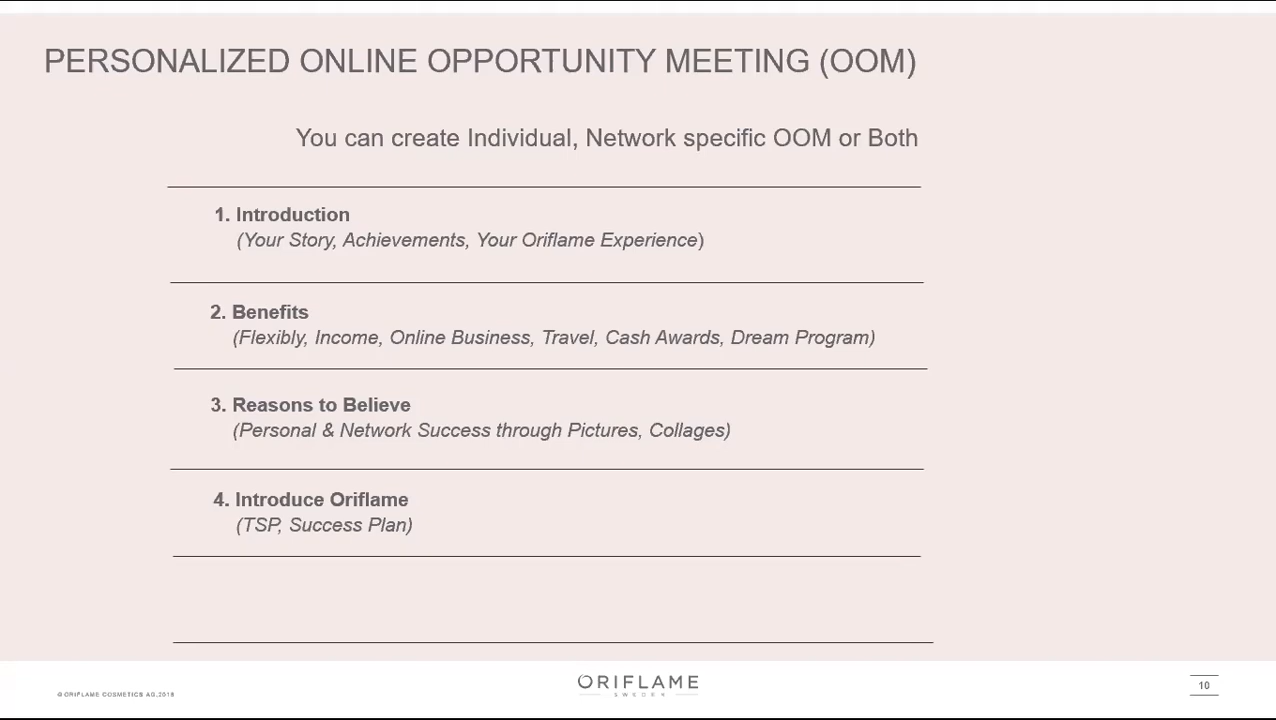 PERSONALIZED ONLINE OPPORTUNITY MEETING (OOM)
You can create Individual, Network specific OOM or Both
1. Introduction
(Your Story, Achievements, Your Oriflame Experience)
2. Benefits
(Flexibly, Income, Online Business, Travel, Cash Awards, Dream Program)
3. Reasons to Believe
(Personal & Network Success through Pictures, Collages)
4. Introduce Oriflame
(TSP, Success Plan)
© ORIFLAME COSMETICS AG,2018
ORIFLAME
SWEDEN
10